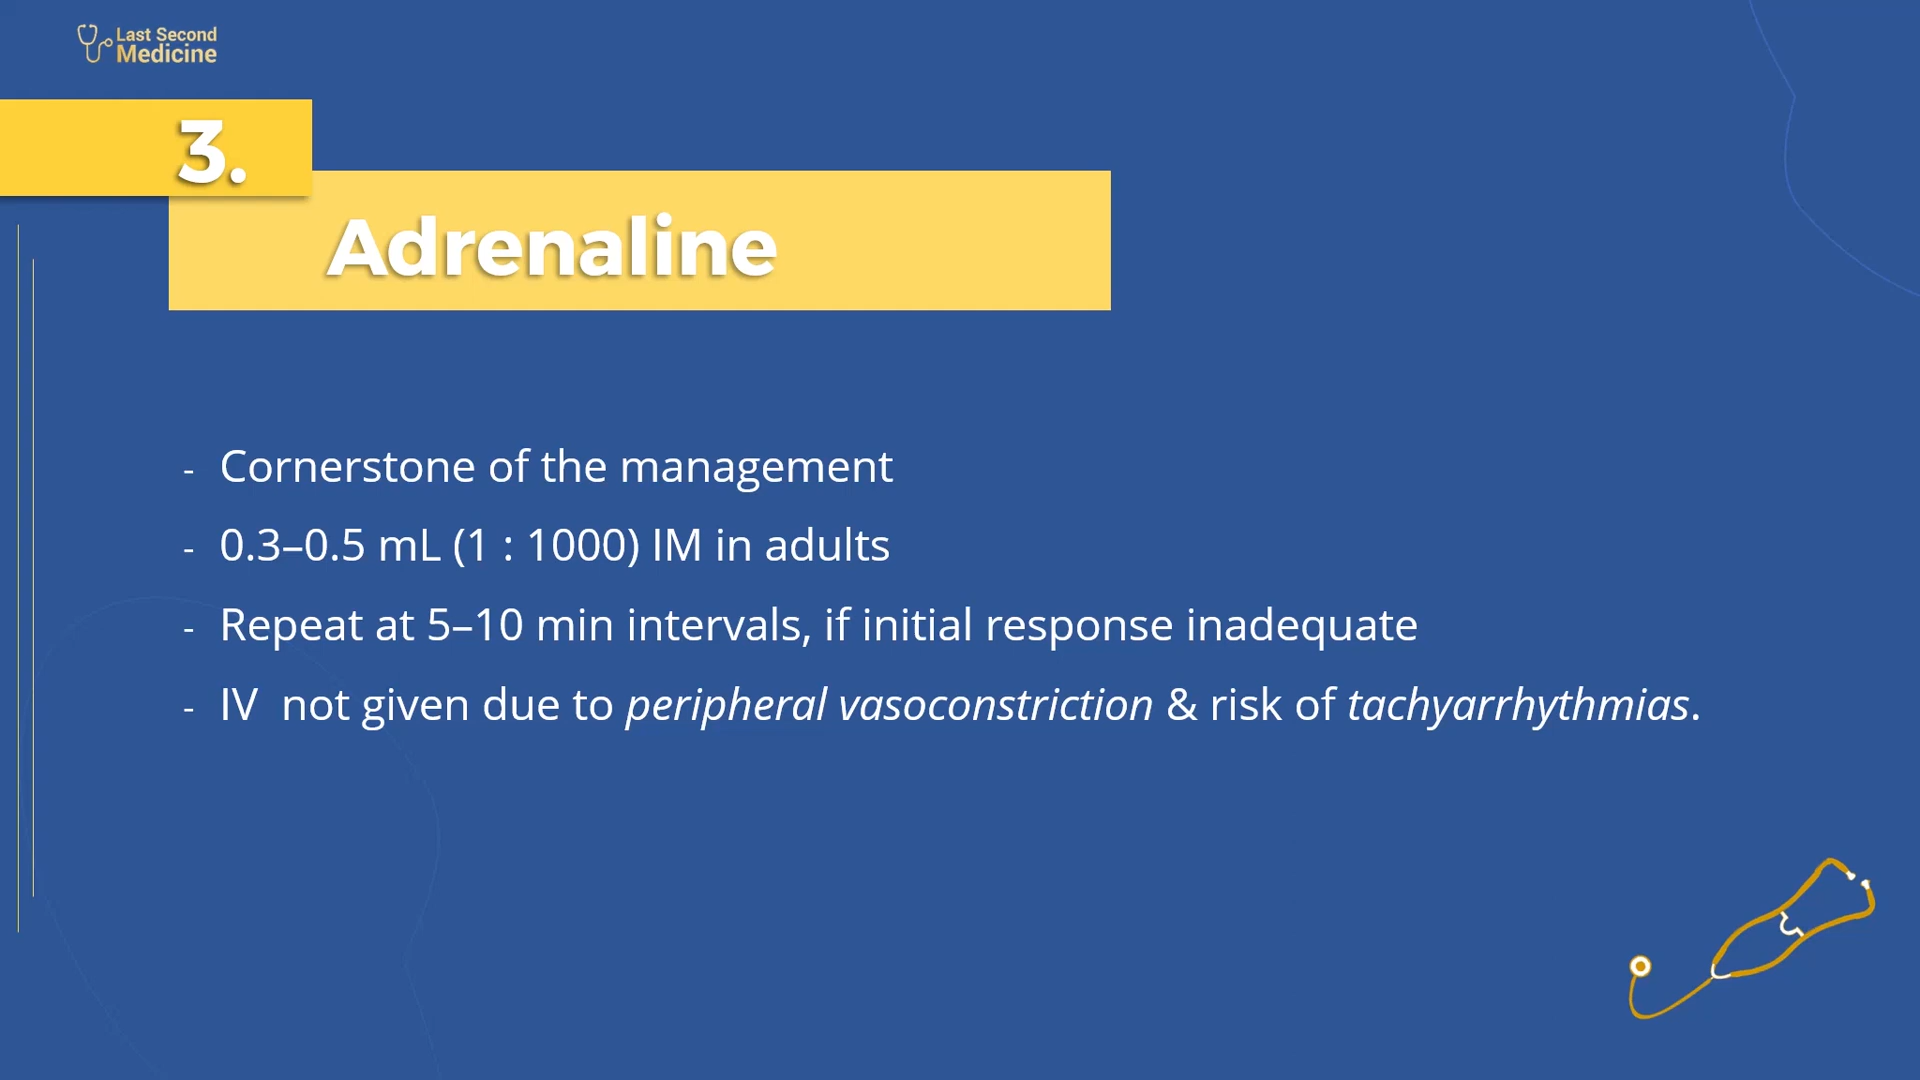 Last Second
Medicine
3.
Adrenaline
- Cornerstone of the management
- 0.3–0.5 mL (1 : 1000) IM in adults
- Repeat at 5–10 min intervals, if initial response inadequate
- IV  not given due to peripheral vasoconstriction & risk of tachyarrhythmias.